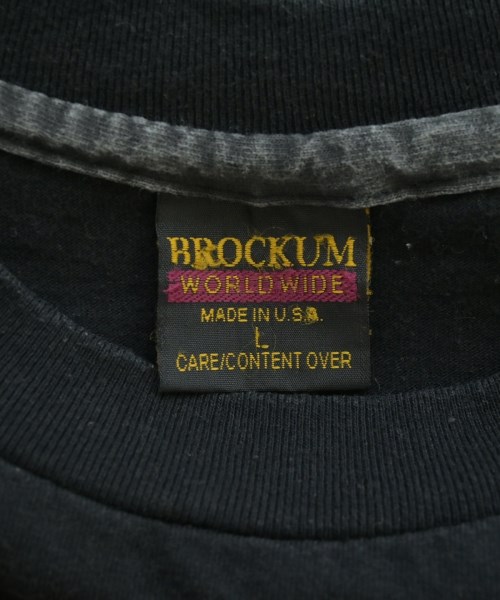 BROCKUM
WORLDWIDE
MADE IN U.S.A.
L
CARE/CONTENT OVER